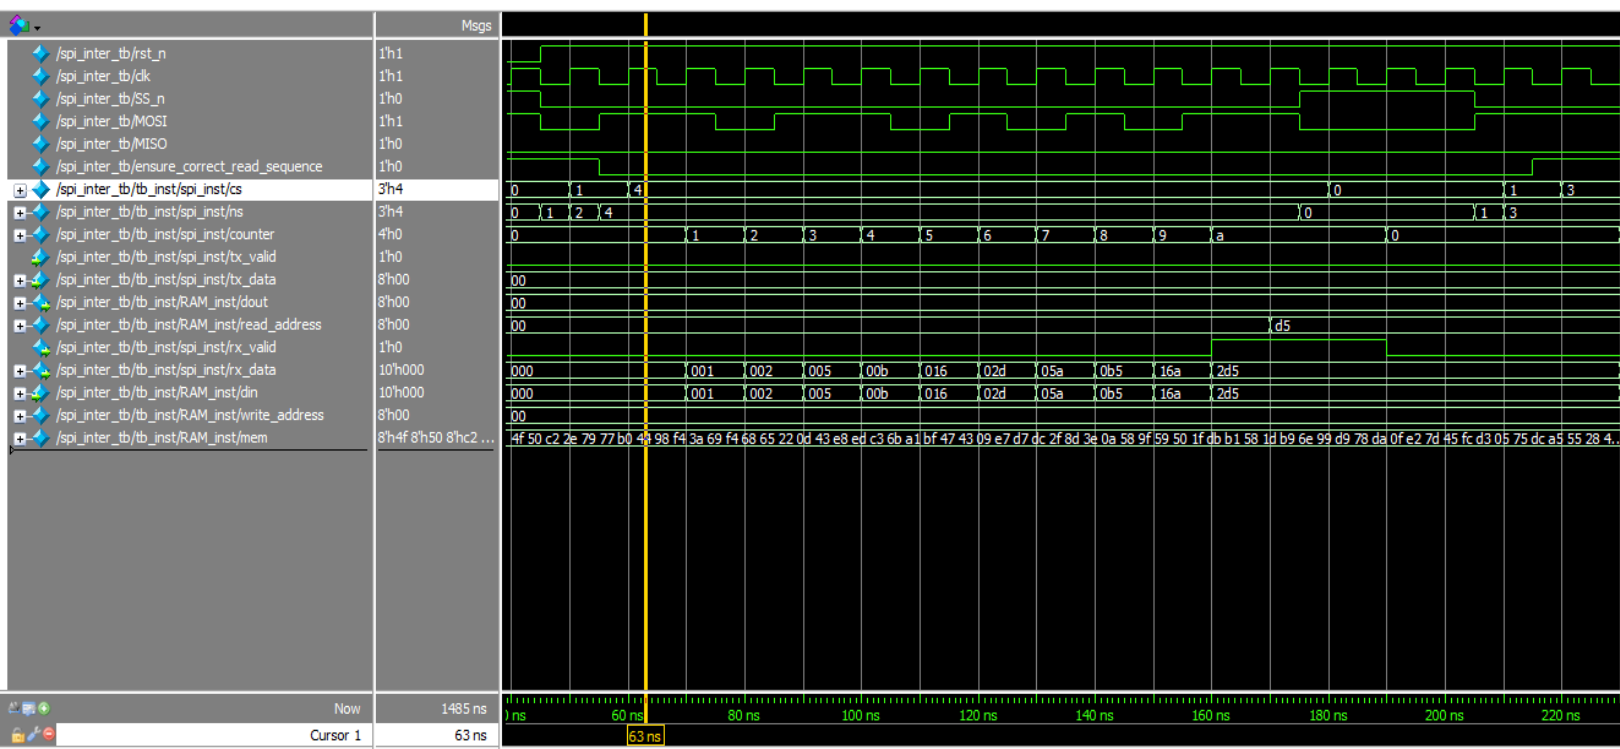 Msgs
/spi_inter_tb/rst_n 1'h1
/spi_inter_tb/clk 1'h1
/spi_inter_tb/SS_n 1'h0
/spi_inter_tb/MOSI 1'h1
/spi_inter_tb/MISO 1'h0
/spi_inter_tb/ensure_correct_read_sequence 1'h0
/spi_inter_tb/tb_inst/spi_inst/cs 3'h4 0 1 4 0 1 3
/spi_inter_tb/tb_inst/spi_inst/ns 3'h4 0 1 2 4 0 1 3
/spi_inter_tb/tb_inst/spi_inst/counter 4'h0 0 1 2 3 4 5 6 7 8 9 a 0
/spi_inter_tb/tb_inst/spi_inst/tx_valid 1'h0
/spi_inter_tb/tb_inst/spi_inst/tx_data 8'h00 00
/spi_inter_tb/tb_inst/RAM_inst/dout 8'h00 00
/spi_inter_tb/tb_inst/RAM_inst/read_address 8'h00 00 d5
/spi_inter_tb/tb_inst/spi_inst/rx_valid 1'h0
/spi_inter_tb/tb_inst/spi_inst/rx_data 10'h000 000 001 002 005 00b 016 02d 05a 0b5 16a 2d5
/spi_inter_tb/tb_inst/RAM_inst/din 10'h000 000 001 002 005 00b 016 02d 05a 0b5 16a 2d5
/spi_inter_tb/tb_inst/RAM_inst/write_address 8'h00 00
/spi_inter_tb/tb_inst/RAM_inst/mem 8'h4f 8'h50 8'hc2 ... 4f 50 c2 2e 79 77 b0 98 f4 3a 69 f4 68 65 22 0d 43 e8 ed c3 6b a1 bf 47 43 09 e7 d7 dc 2f 8d 3e 0a 58 9f 59 50 1f db b1 58 1d b9 6e 99 d9 78 da 0f e2 7d 45 fc d3 05 75 dc a5 55 28 4...
Now 1485 ns ns 60 ns 80 ns 100 ns 120 ns 140 ns 160 ns 180 ns 200 ns 220 ns
Cursor 1 63 ns 63 ns